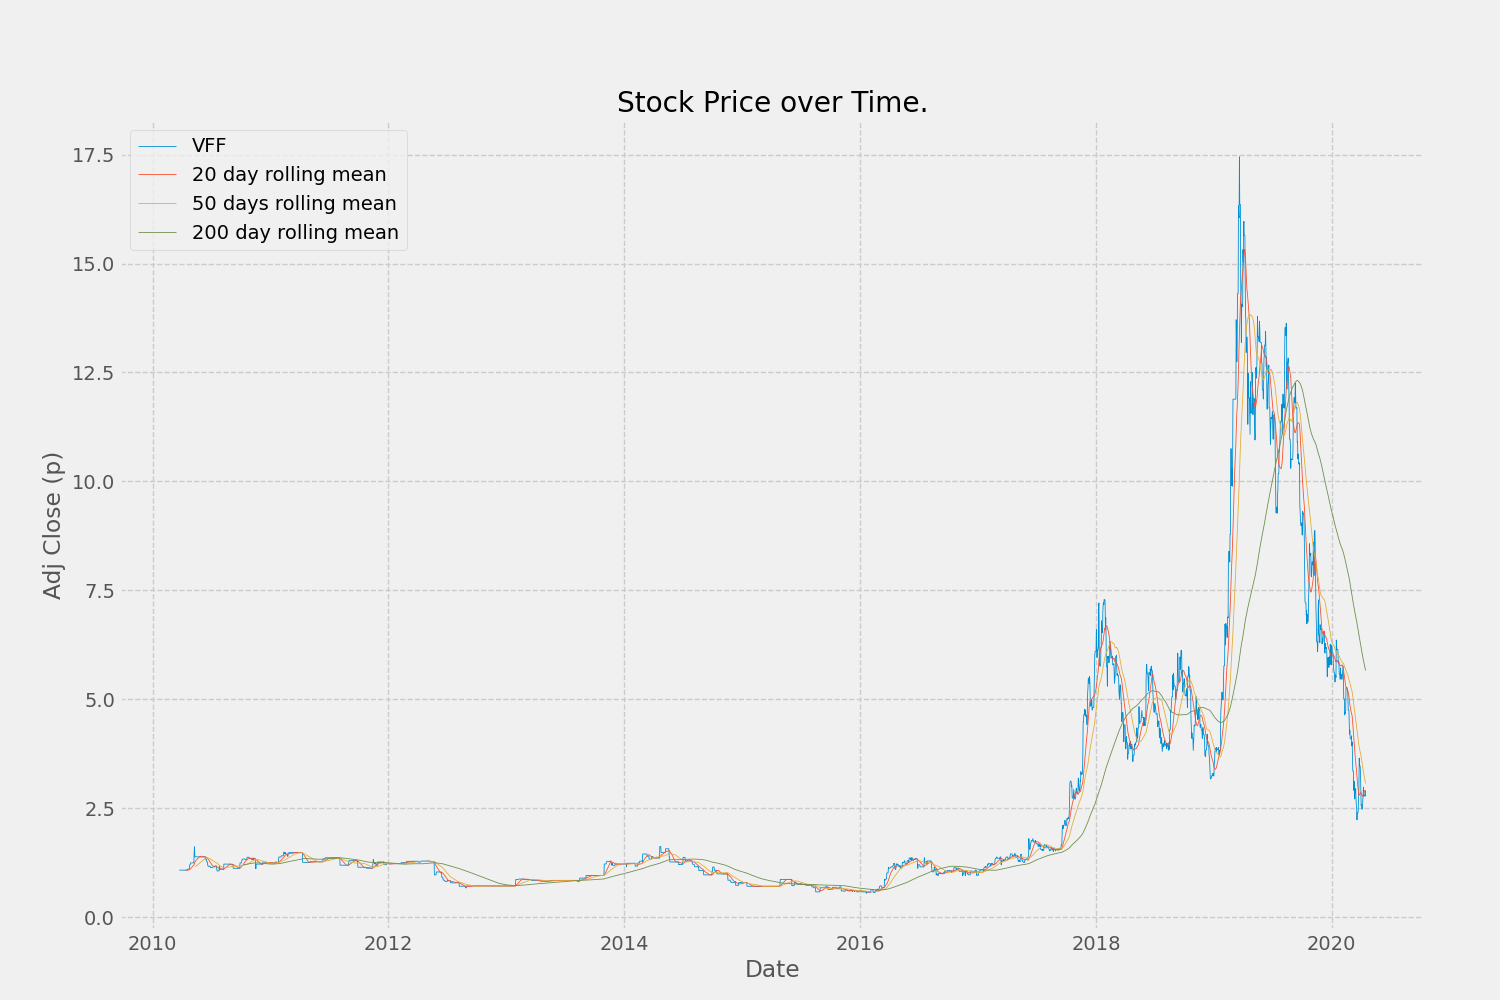 Stock Price over Time.
VFF
20 day rolling mean
50 days rolling mean
200 day rolling mean
17.5
15.0
12.5
10.0
7.5
5.0
2.5
0.0
Adj Close (p)
2010 2012 2014 2016 2018 2020
Date